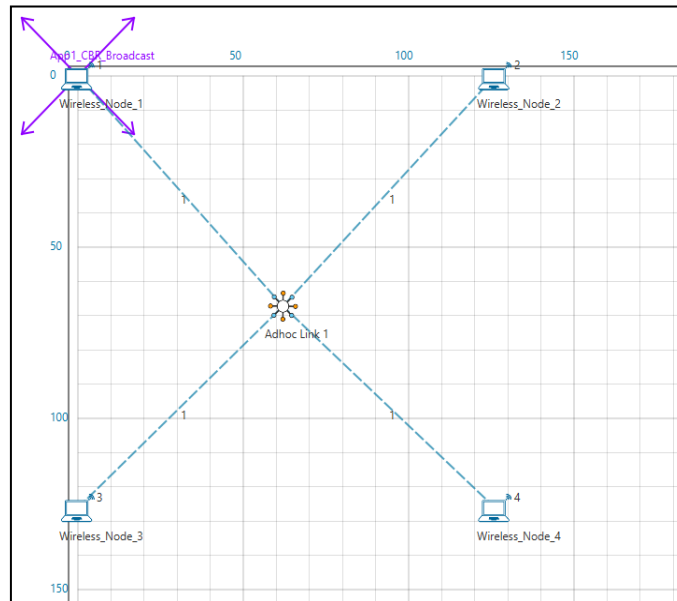 0 50 100 150
App1_CBR_Broadcast
1 2
0
Wireless_Node_1 Wireless_Node_2
1 1
50
Adhoc Link 1
100
1 1
3 4
Wireless_Node_3 Wireless_Node_4
150